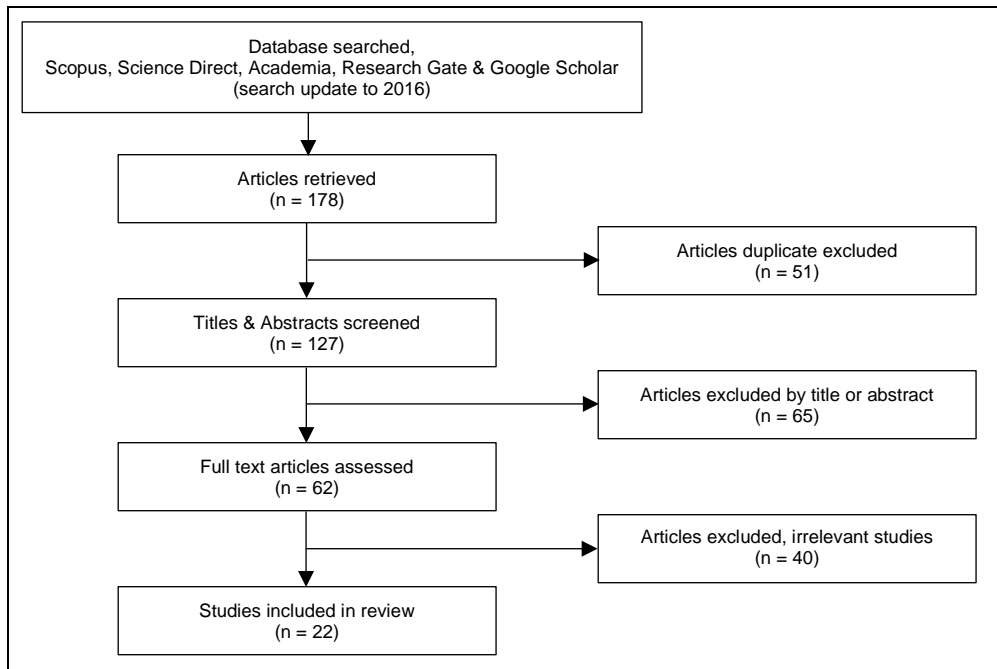 Database searched,
Scopus, Science Direct, Academia, Research Gate & Google Scholar
(search update to 2016)
Articles retrieved
(n = 178)
Articles duplicate excluded
(n = 51)
Titles & Abstracts screened
(n = 127)
Articles excluded by title or abstract
(n = 65)
Full text articles assessed
(n = 62)
Articles excluded, irrelevant studies
(n = 40)
Studies included in review
(n = 22)